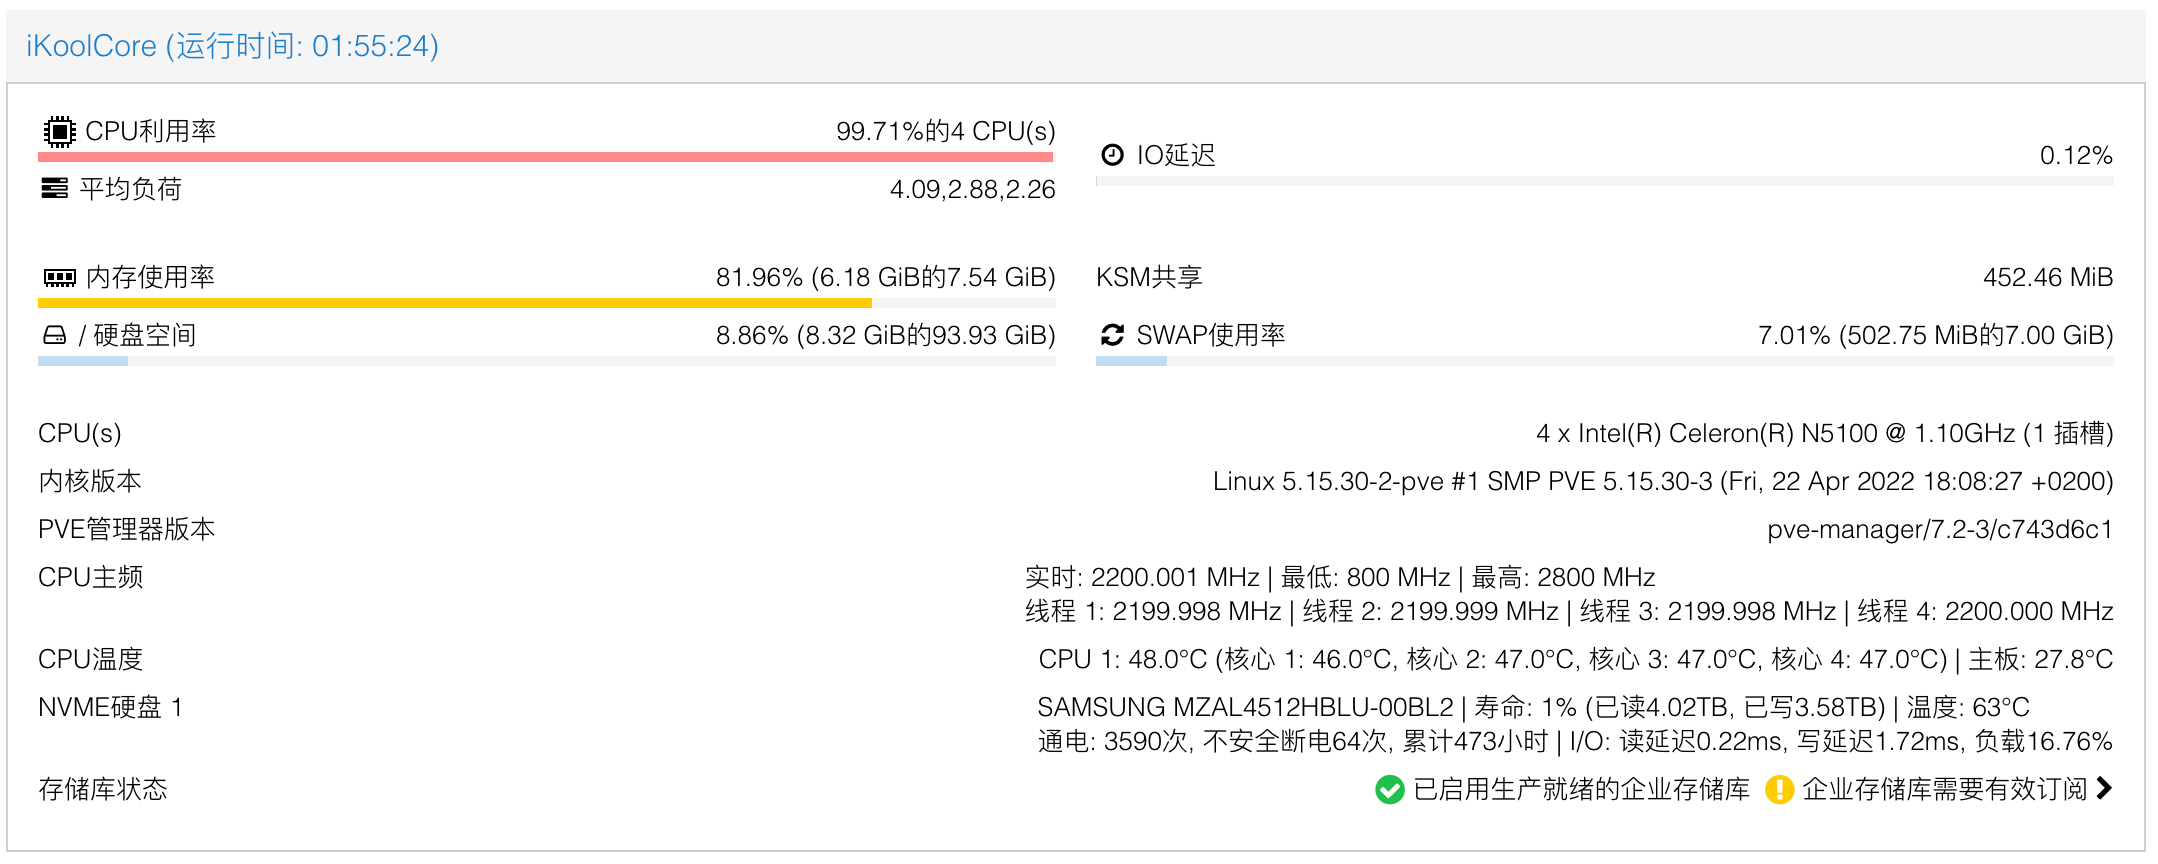 iKoolCore (运行时间: 01:55:24)
CPU利用率 99.71%的4 CPU(s)
IO延迟 0.12%
平均负荷 4.09,2.88,2.26
内存使用率 81.96% (6.18 GiB的7.54 GiB)
KSM共享 452.46 MiB
/ 硬盘空间 8.86% (8.32 GiB的93.93 GiB)
SWAP使用率 7.01% (502.75 MiB的7.00 GiB)
CPU(s) 4 x Intel(R) Celeron(R) N5100 @ 1.10GHz (1 插槽)
内核版本 Linux 5.15.30-2-pve #1 SMP PVE 5.15.30-3 (Fri, 22 Apr 2022 18:08:27 +0200)
PVE管理器版本 pve-manager/7.2-3/c743d6c1
CPU主频 实时: 2200.001 MHz | 最低: 800 MHz | 最高: 2800 MHz
线程 1: 2199.998 MHz | 线程 2: 2199.999 MHz | 线程 3: 2199.998 MHz | 线程 4: 2200.000 MHz
CPU温度 CPU 1: 48.0°C (核心 1: 46.0°C, 核心 2: 47.0°C, 核心 3: 47.0°C, 核心 4: 47.0°C) | 主板: 27.8°C
NVME硬盘 1 SAMSUNG MZAL4512HBLU-00BL2 | 寿命: 1% (已读4.02TB, 已写3.58TB) | 温度: 63°C
通电: 3590次, 不安全断电64次, 累计473小时 | I/O: 读延迟0.22ms, 写延迟1.72ms, 负载16.76%
存储库状态 已启用生产就绪的企业存储库 企业存储库需要有效订阅